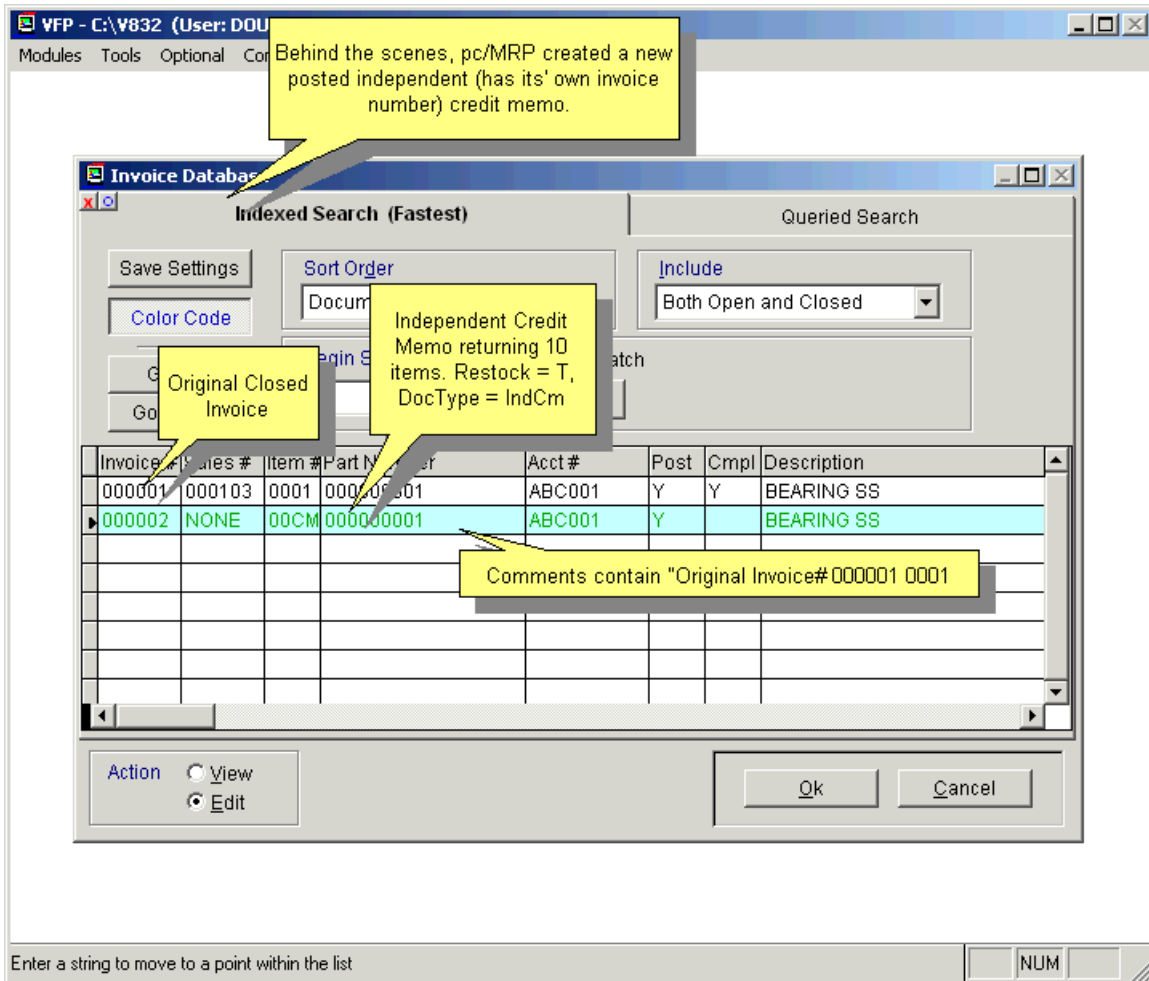 VFP - C:\V832 (User: DOU
Modules Tools Optional Co
Behind the scenes, pc/MRP created a new
posted independent (has its' own invoice
number) credit memo.
Invoice Databas
Indexed Search (Fastest)
Queried Search
Save Settings
Color Code
Sort Order
Docum
Include
Both Open and Closed
G
Go
egin S
atch
Original Closed
Invoice
Independent Credit
Memo returning 10
items. Restock = T,
DocType = IndCm
Invoice # Sales # Item # Part N er Acct # Post Cmpl Description
000001 000103 0001 000000001 ABC001 Y Y BEARING SS
000002 NONE 00CM 000000001 ABC001 Y BEARING SS
Comments contain "Original Invoice# 000001 0001
Action
View
Edit
Ok
Cancel
Enter a string to move to a point within the list
NUM